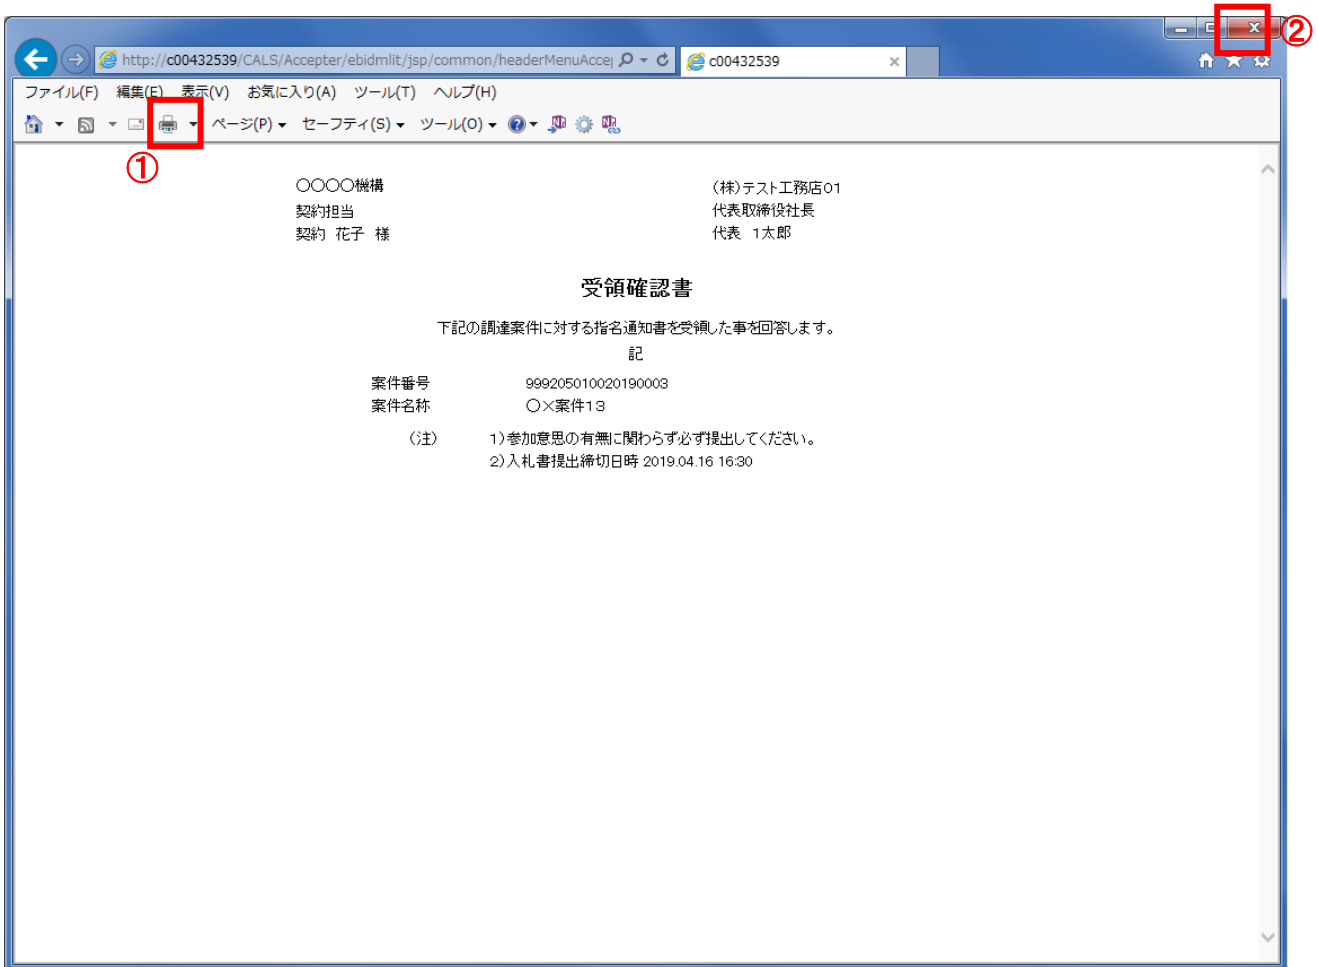 ②
http://c00432539/CALS/Accepter/ebidmlit/jsp/common/headerMenuAccep
c00432539
ファイル(F) 編集(E) 表示(V) お気に入り(A) ツール(T) ヘルプ(H)
ページ(P) セーフティ(S) ツール(O)
①
〇〇〇〇機構
(株)テスト工務店01
契約担当
代表取締役社長
契約 花子 様
代表 1太郎
受領確認書
下記の調達案件に対する指名通知書を受領した事を回答します。
記
案件番号 999205010020190003
案件名称 〇×案件13
(注) 1)参加意思の有無に関わらず必ず提出してください。
2)入札書提出締切日時 2019.04.16 16:30